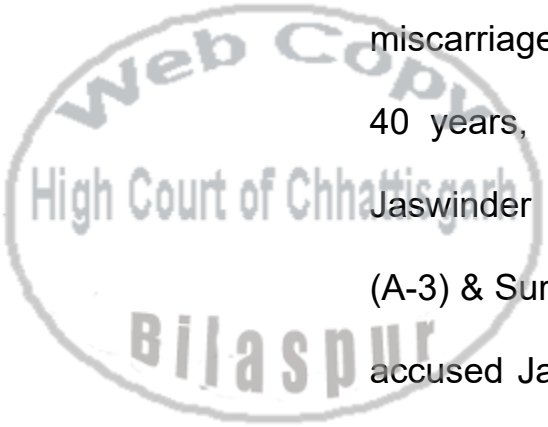 miscarriage
40 years,
Jaswinder
(A-3) & Sur
accused Ja
Web Copy
High Court of Chhattisgarh
Bilaspur